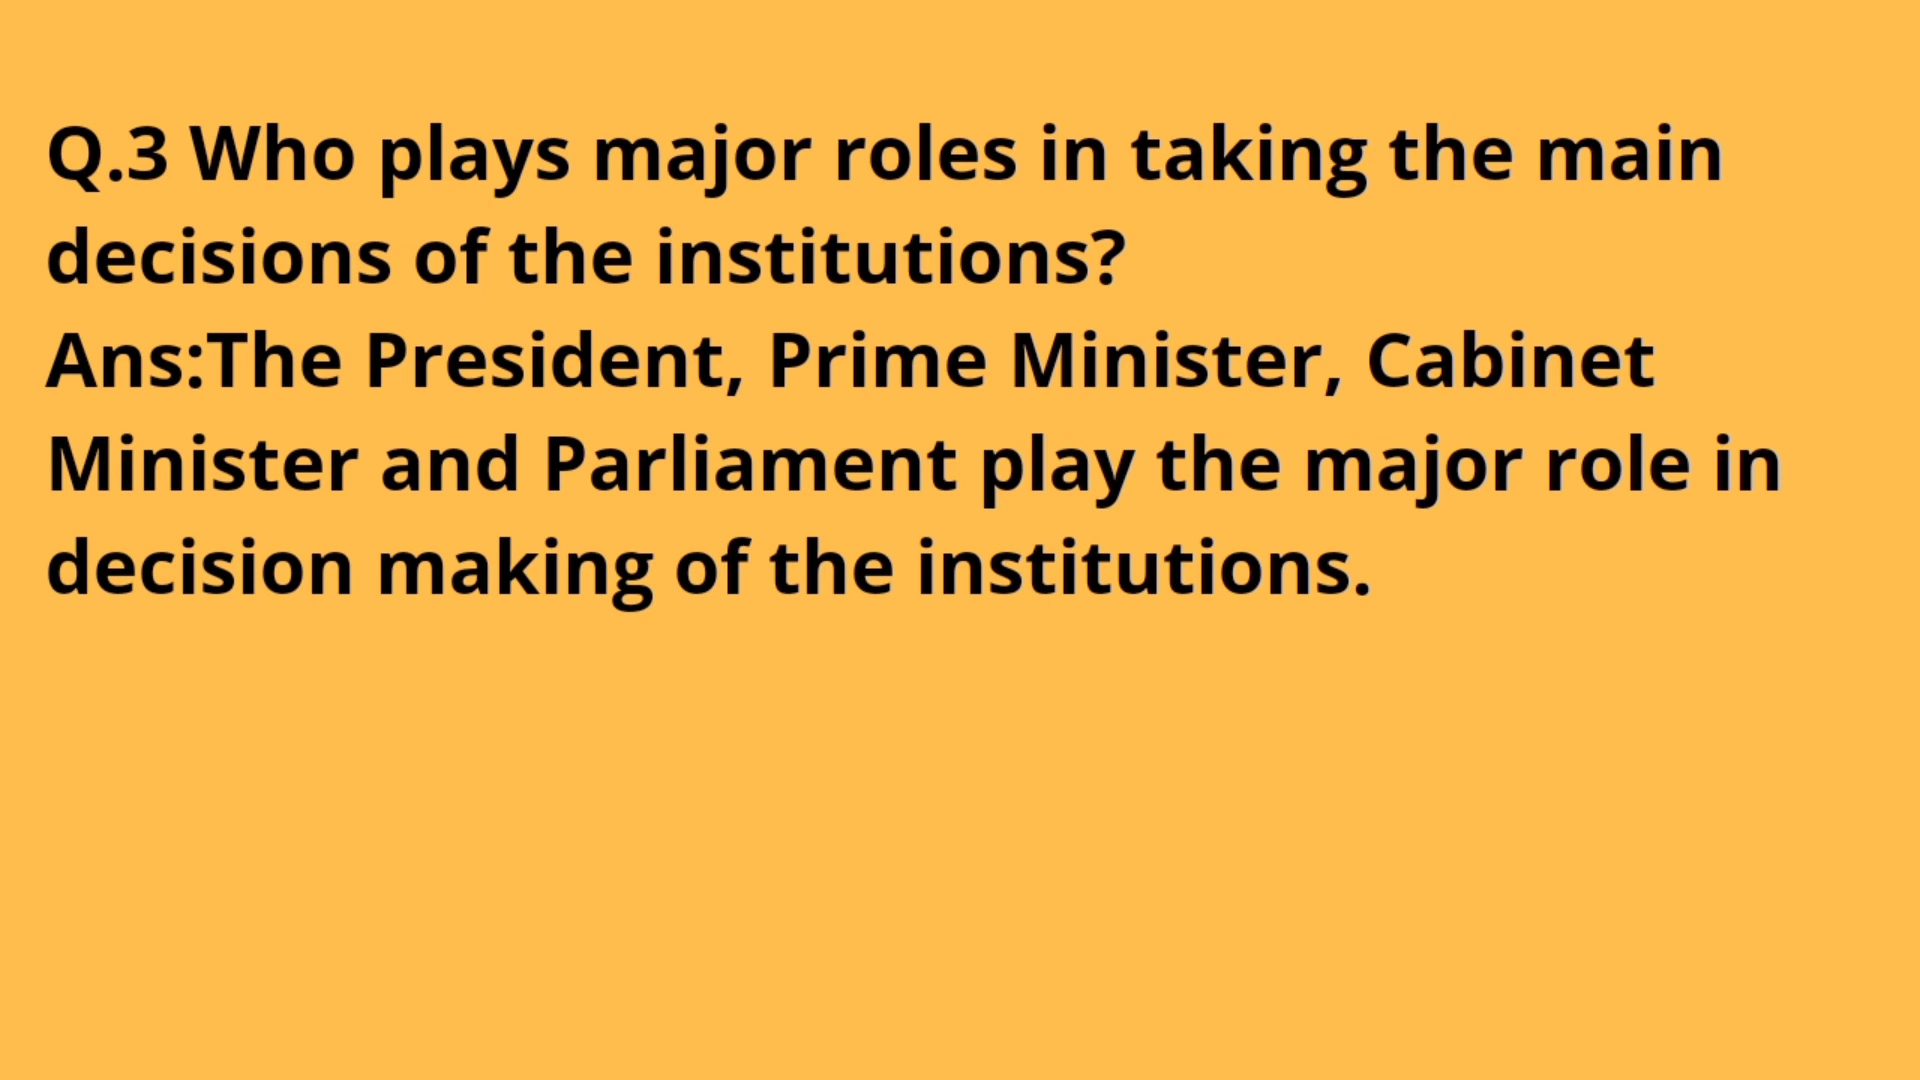 Q.3 Who plays major roles in taking the main
decisions of the institutions?
Ans:The President, Prime Minister, Cabinet
Minister and Parliament play the major role in
decision making of the institutions.